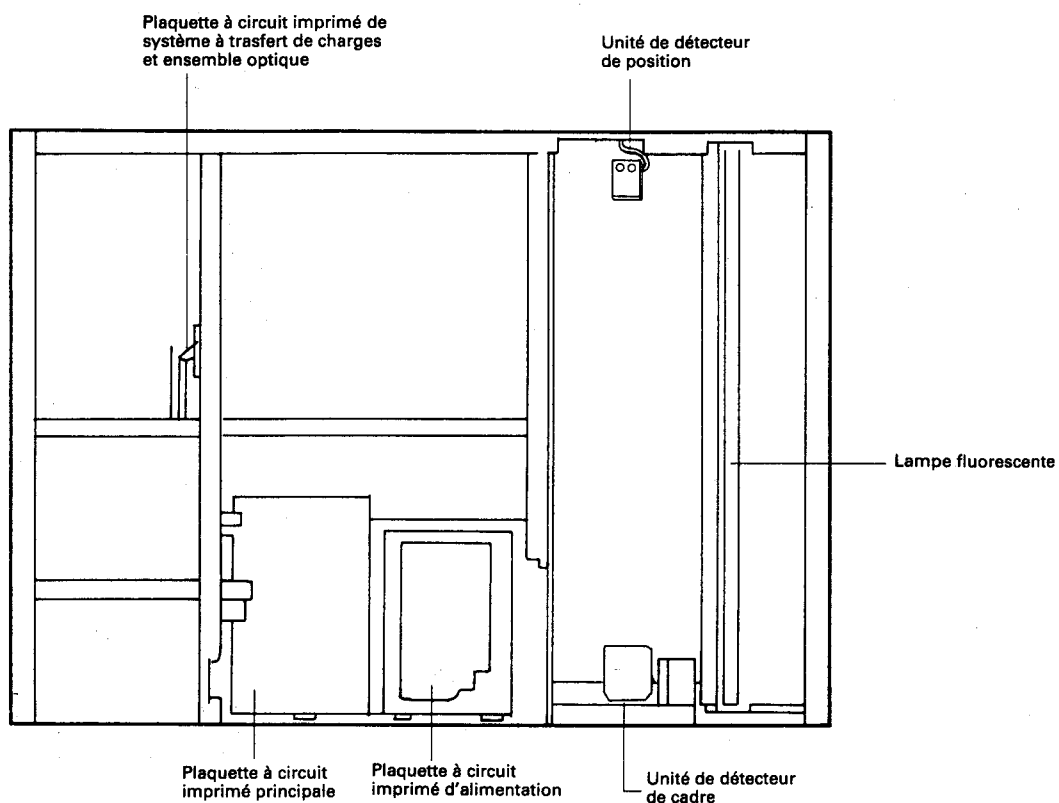 Plaquette à circuit imprimé de
système à trasfert de charges
et ensemble optique
Unité de détecteur
de position
Lampe fluorescente
Plaquette à circuit
imprimé principale
Plaquette à circuit
imprimé d'alimentation
Unité de détecteur
de cadre